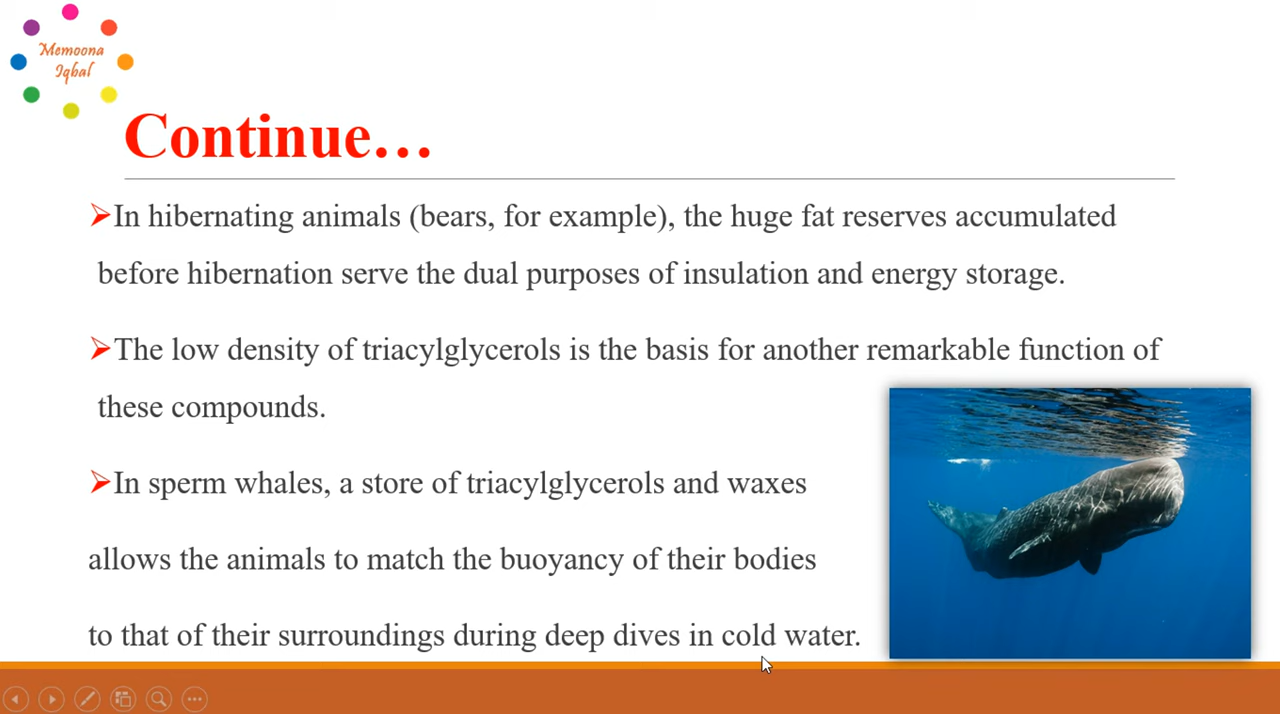 Memoona
Iqbal
Continue…
➢In hibernating animals (bears, for example), the huge fat reserves accumulated
before hibernation serve the dual purposes of insulation and energy storage.
➢The low density of triacylglycerols is the basis for another remarkable function of
these compounds.
➢In sperm whales, a store of triacylglycerols and waxes
allows the animals to match the buoyancy of their bodies
to that of their surroundings during deep dives in cold water.